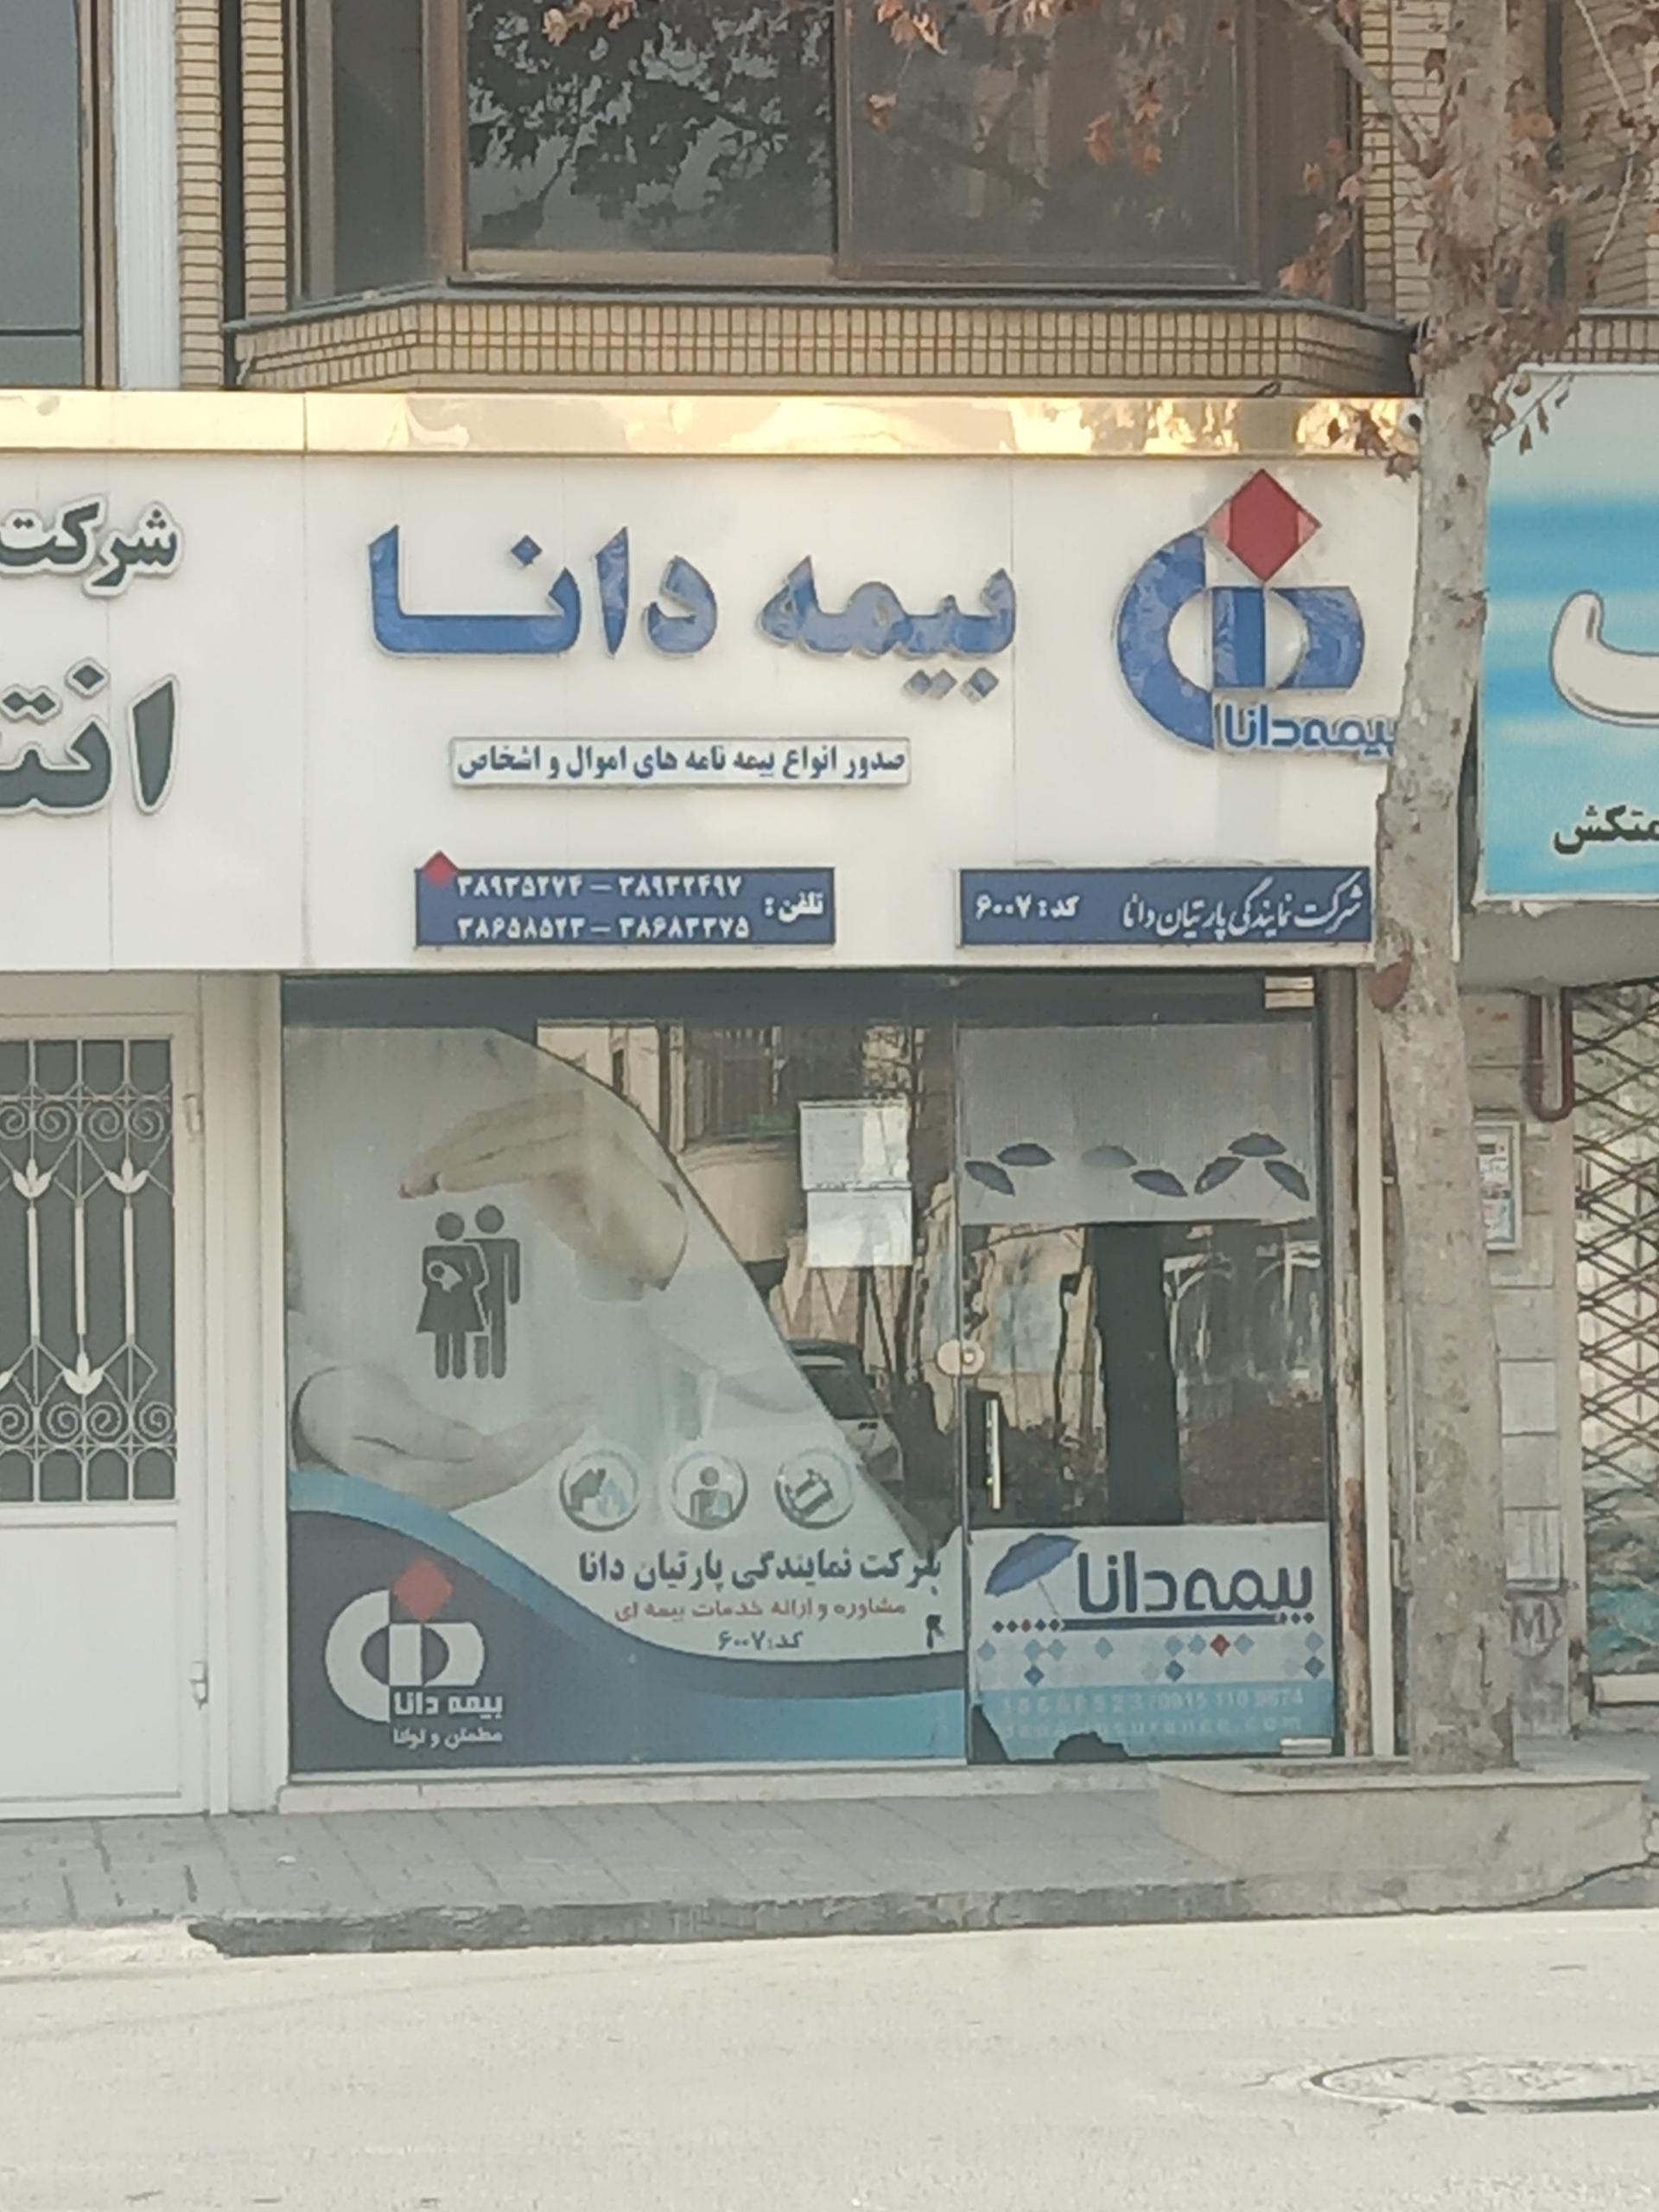 بیمه دانا
بیمه دانا
صدور انواع بیمه نامه های اموال و اشخاص
شرکت نمایندگی پارتیان دانا کد: ۶۰۰۷
تلفن: ۳۸۹۳۵۲۷۴ – ۳۸۹۳۲۴۹۷
۳۸۶۵۸۵۲۳ – ۳۸۶۸۳۳۷۵
شرکت
شرکت نمایندگی پارتیان دانا
مشاوره و ارائه خدمات بیمه ای
کد: ۶۰۰۷
بیمه دانا
مطمئن و توانا
بیمه دانا
M